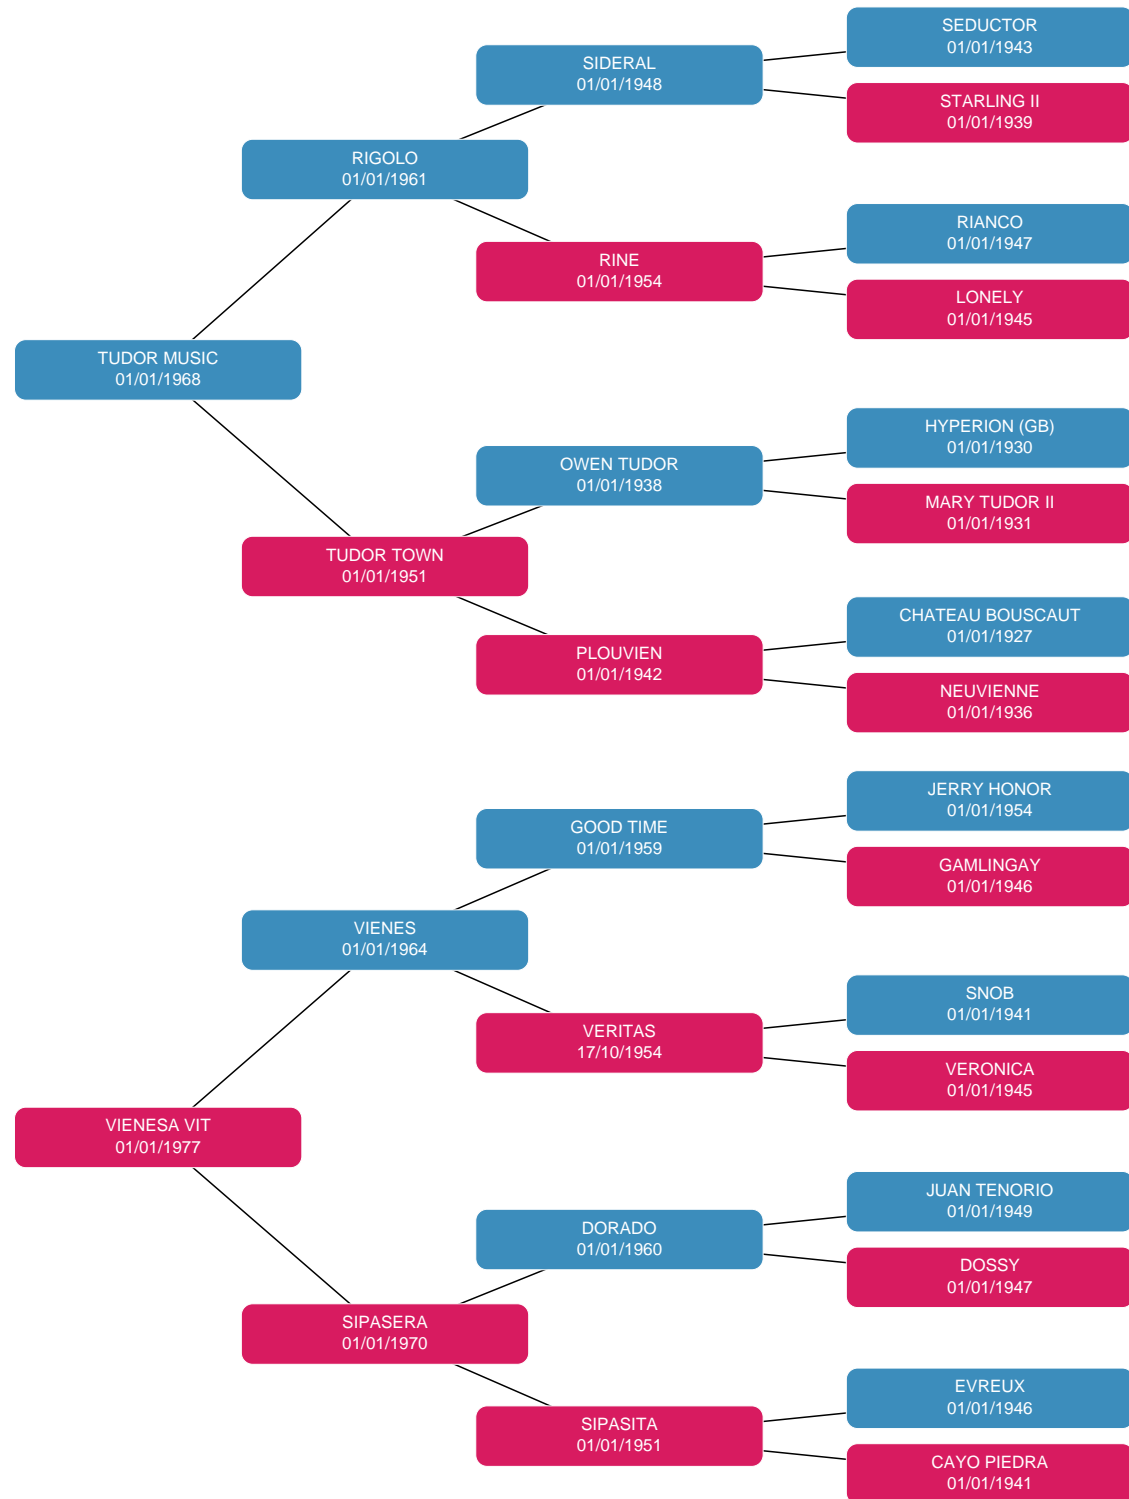 SEDUCTOR
01/01/1943
SIDERAL
01/01/1948
STARLING II
01/01/1939
RIGOLO
01/01/1961
RIANCO
01/01/1947
RINE
01/01/1954
LONELY
01/01/1945
TUDOR MUSIC
01/01/1968
HYPERION (GB)
01/01/1930
OWEN TUDOR
01/01/1938
MARY TUDOR II
01/01/1931
TUDOR TOWN
01/01/1951
CHATEAU BOUSCAUT
01/01/1927
PLOUVIEN
01/01/1942
NEUVIENNE
01/01/1936
JERRY HONOR
01/01/1954
GOOD TIME
01/01/1959
GAMLINGAY
01/01/1946
VIENES
01/01/1964
SNOB
01/01/1941
VERITAS
17/10/1954
VERONICA
01/01/1945
VIENESA VIT
01/01/1977
JUAN TENORIO
01/01/1949
DORADO
01/01/1960
DOSSY
01/01/1947
SIPASERA
01/01/1970
EVREUX
01/01/1946
SIPASITA
01/01/1951
CAYO PIEDRA
01/01/1941